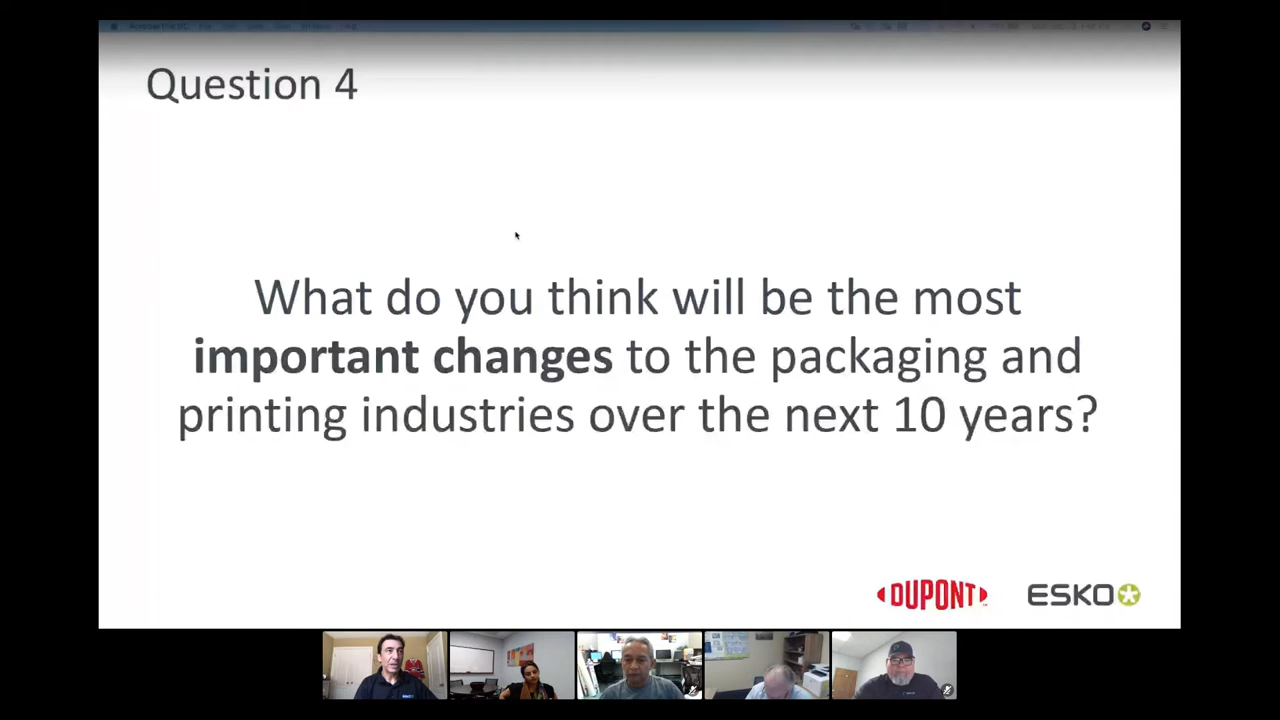 Question 4
What do you think will be the most
important changes to the packaging and
printing industries over the next 10 years?
DUPONT
ESKO